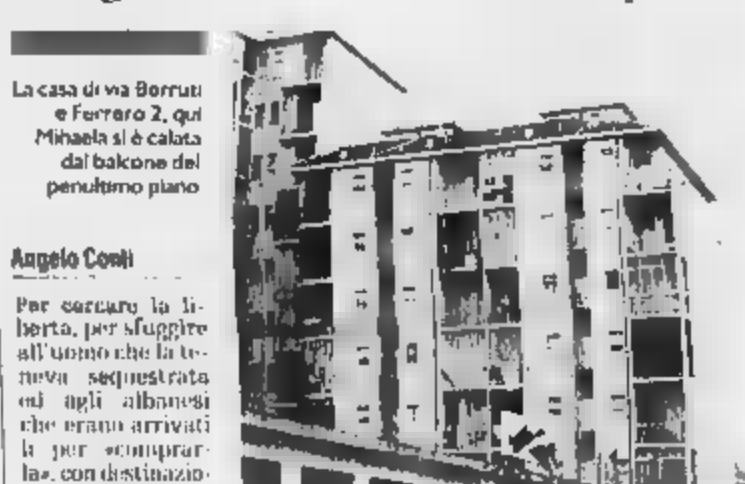 La casa di via Borruti
e Ferrero 2, qui
Mihaela si è calata
dal balcone del
penultimo piano
Angelo Conti
Per cercare la li-
bertà, per sfuggire
all'uomo che la te-
neva sequestrata
ed agli albanesi
che erano arrivati
lì per «comprar-
la», con destinazio-